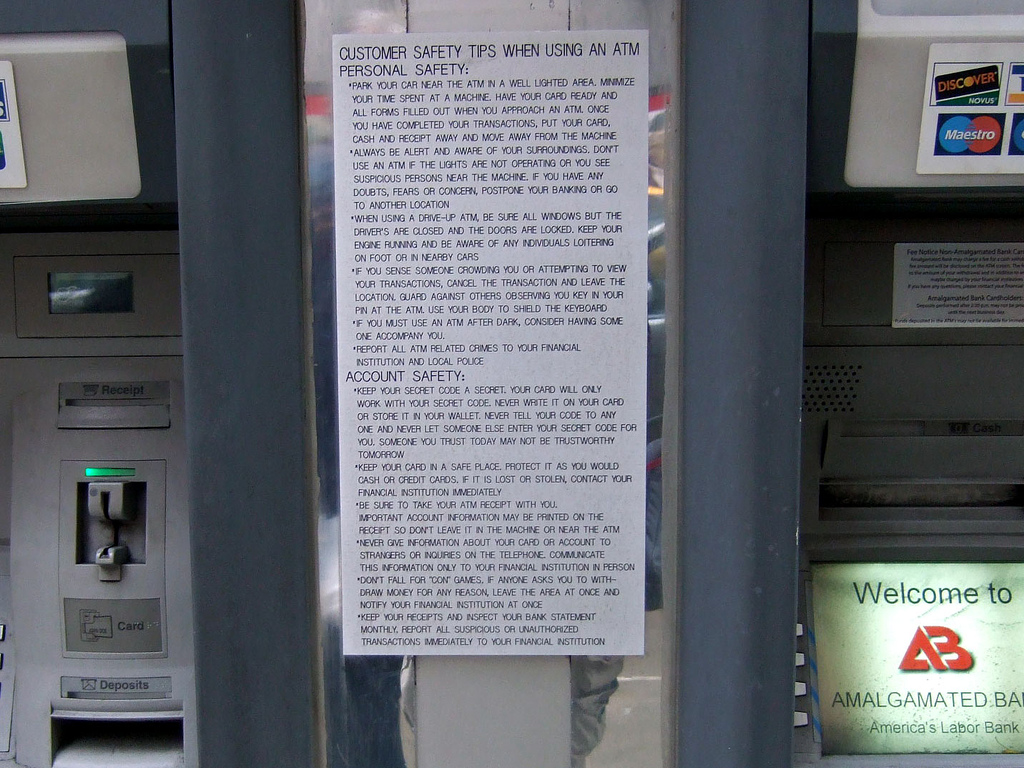 CUSTOMER SAFETY TIPS WHEN USING AN ATM
PERSONAL SAFETY:
•PARK YOUR CAR NEAR THE ATM IN A WELL LIGHTED AREA. MINIMIZE
YOUR TIME SPENT AT A MACHINE. HAVE YOUR CARD READY AND
ALL FORMS FILLED OUT WHEN YOU APPROACH AN ATM. ONCE
YOU HAVE COMPLETED YOUR TRANSACTIONS, PUT YOUR CARD,
CASH AND RECEIPT AWAY AND MOVE AWAY FROM THE MACHINE
•ALWAYS BE ALERT AND AWARE OF YOUR SURROUNDINGS. DON'T
USE AN ATM IF THE LIGHTS ARE NOT OPERATING OR YOU SEE
SUSPICIOUS PERSONS NEAR THE MACHINE. IF YOU HAVE ANY
DOUBTS, FEARS OR CONCERN, POSTPONE YOUR BANKING OR GO
TO ANOTHER LOCATION
•WHEN USING A DRIVE-UP ATM, BE SURE ALL WINDOWS BUT THE
DRIVER'S ARE CLOSED AND THE DOORS ARE LOCKED. KEEP YOUR
ENGINE RUNNING AND BE AWARE OF ANY INDIVIDUALS LOITERING
ON FOOT OR IN NEARBY CARS
•IF YOU SENSE SOMEONE CROWDING YOU OR ATTEMPTING TO VIEW
YOUR TRANSACTIONS, CANCEL THE TRANSACTION AND LEAVE THE
LOCATION. GUARD AGAINST OTHERS OBSERVING YOU KEY IN YOUR
PIN AT THE ATM. USE YOUR BODY TO SHIELD THE KEYBOARD
•IF YOU MUST USE AN ATM AFTER DARK, CONSIDER HAVING SOME
ONE ACCOMPANY YOU.
•REPORT ALL ATM RELATED CRIMES TO YOUR FINANCIAL
INSTITUTION AND LOCAL POLICE
ACCOUNT SAFETY:
•KEEP YOUR SECRET CODE A SECRET. YOUR CARD WILL ONLY
WORK WITH YOUR SECRET CODE. NEVER WRITE IT ON YOUR CARD
OR STORE IT IN YOUR WALLET. NEVER TELL YOUR CODE TO ANY
ONE AND NEVER LET SOMEONE ELSE ENTER YOUR SECRET CODE FOR
YOU. SOMEONE YOU TRUST TODAY MAY NOT BE TRUSTWORTHY
TOMORROW
•KEEP YOUR CARD IN A SAFE PLACE. PROTECT IT AS YOU WOULD
CASH OR CREDIT CARDS. IF IT IS LOST OR STOLEN, CONTACT YOUR
FINANCIAL INSTITUTION IMMEDIATELY
•BE SURE TO TAKE YOUR ATM RECEIPT WITH YOU.
IMPORTANT ACCOUNT INFORMATION MAY BE PRINTED ON THE
RECEIPT SO DON'T LEAVE IT IN THE MACHINE OR NEAR THE ATM
•NEVER GIVE INFORMATION ABOUT YOUR CARD OR ACCOUNT TO
STRANGERS OR INQUIRIES ON THE TELEPHONE. COMMUNICATE
THIS INFORMATION ONLY TO YOUR FINANCIAL INSTITUTION IN PERSON
•DON'T FALL FOR "CON" GAMES. IF ANYONE ASKS YOU TO WITH-
DRAW MONEY FOR ANY REASON, LEAVE THE AREA AT ONCE AND
NOTIFY YOUR FINANCIAL INSTITUTION AT ONCE
•KEEP YOUR RECEIPTS AND INSPECT YOUR BANK STATEMENT
MONTHLY. REPORT ALL SUSPICIOUS OR UNAUTHORIZED
TRANSACTIONS IMMEDIATELY TO YOUR FINANCIAL INSTITUTION
Receipt
Card
Deposits
DISCOVER
NOVUS
Maestro
Fee Notice Non-Amalgamated Bank
Amalgamated Bank Cardholders
Cash
Welcome to
AB
AMALGAMATED BA
America's Labor Bank